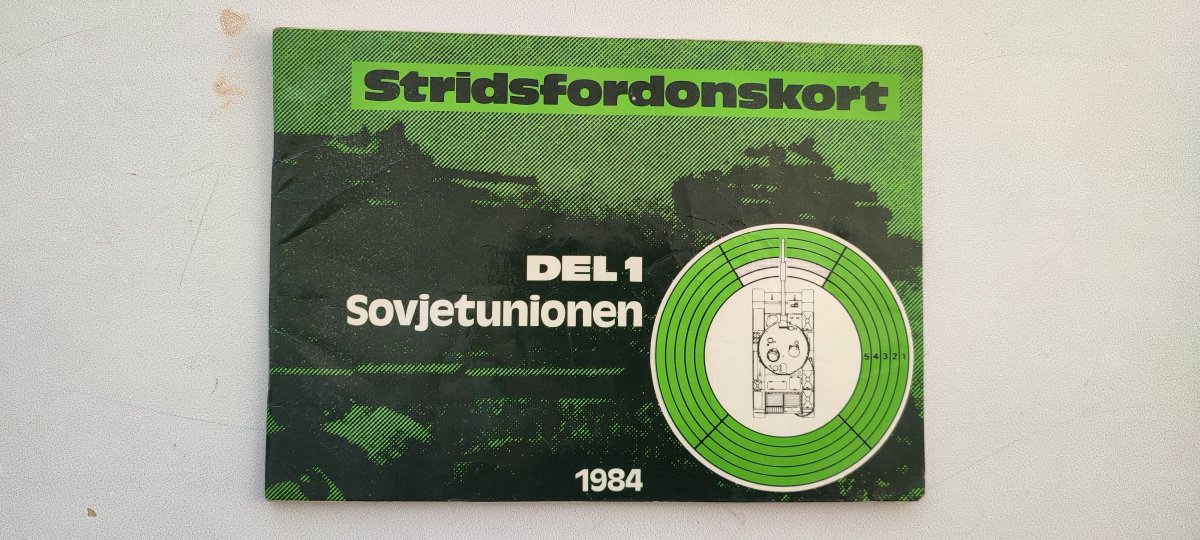 Stridsfordonskort
DEL 1
Sovjetunionen
5 4 3 2 1
1984